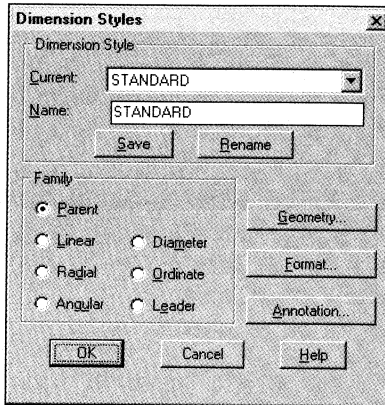 Dimension Styles
Dimension Style
Current: STANDARD
Name: STANDARD
Save Rename
Family
Parent
Linear Diameter
Radial Ordinate
Angular Leader
Geometry...
Format...
Annotation...
OK Cancel Help